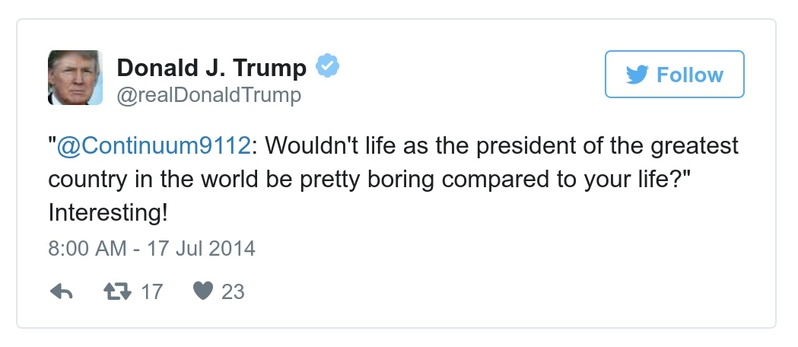 Donald J. Trump
@realDonaldTrump
Follow
"@Continuum9112: Wouldn't life as the president of the greatest
country in the world be pretty boring compared to your life?"
Interesting!
8:00 AM - 17 Jul 2014
17 23